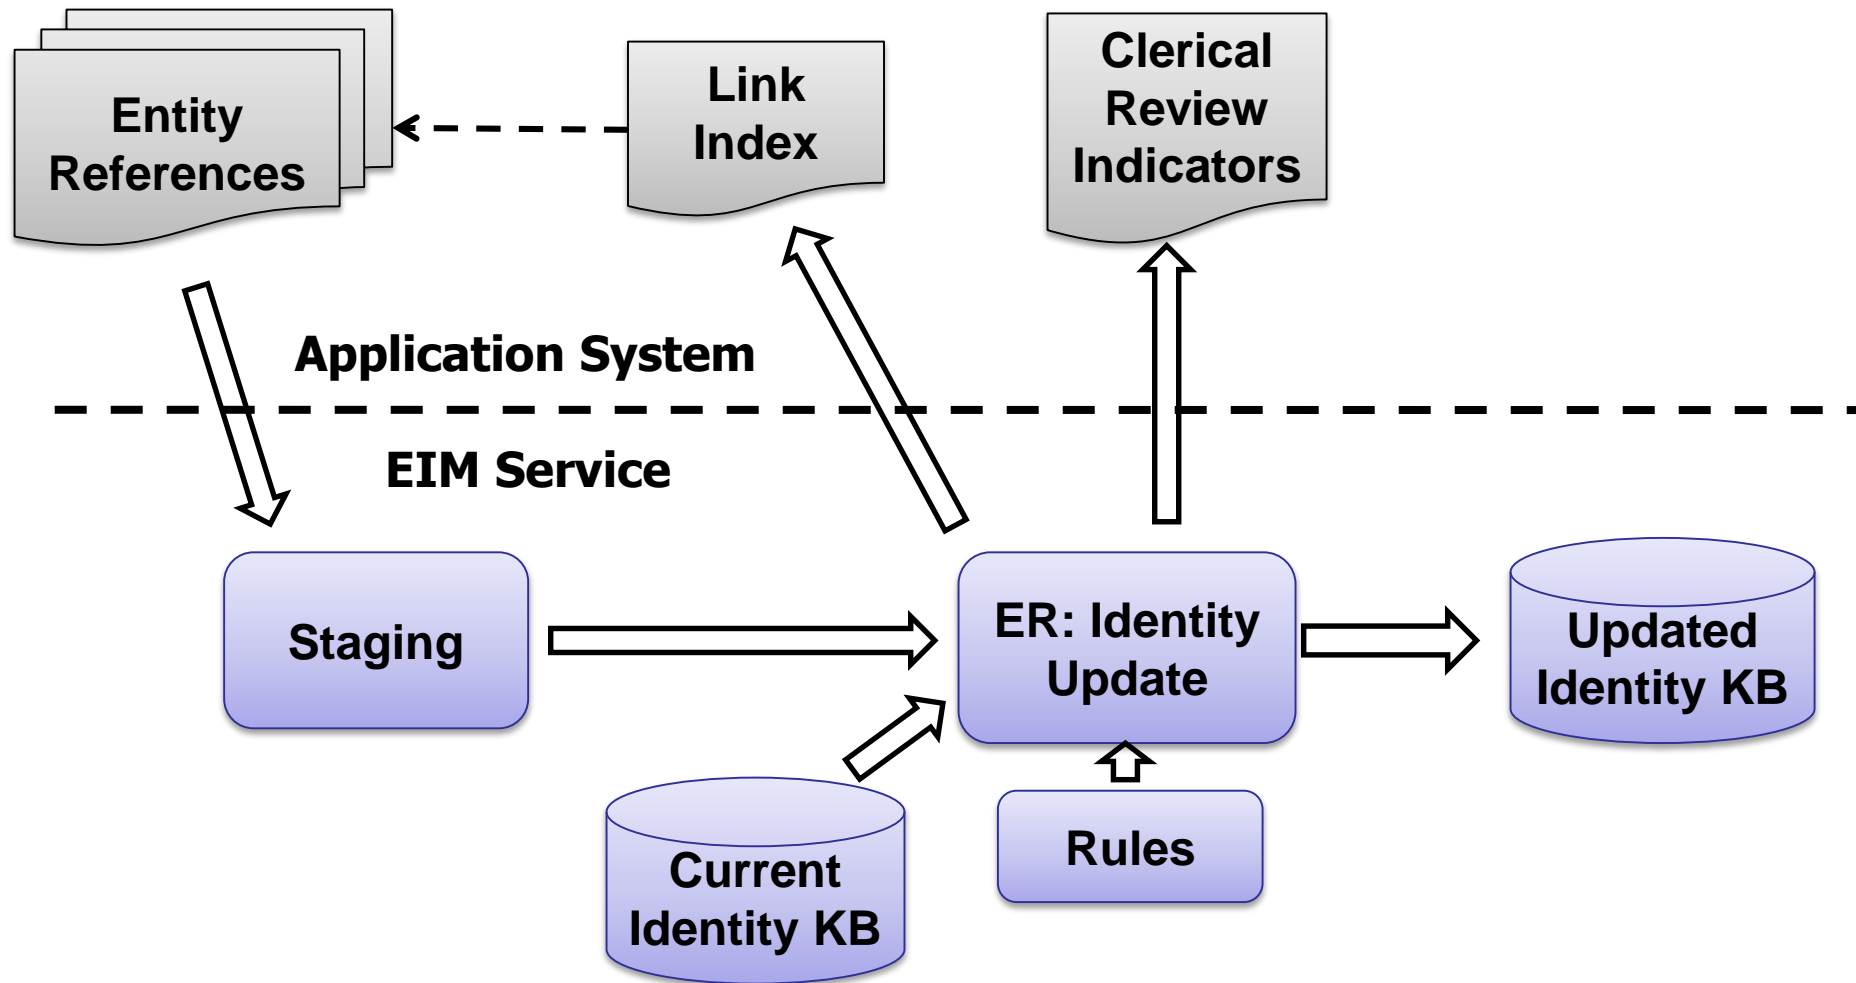 Entity
References
Link
Index
Clerical
Review
Indicators
Application System
EIM Service
Staging
ER: Identity
Update
Updated
Identity KB
Rules
Current
Identity KB